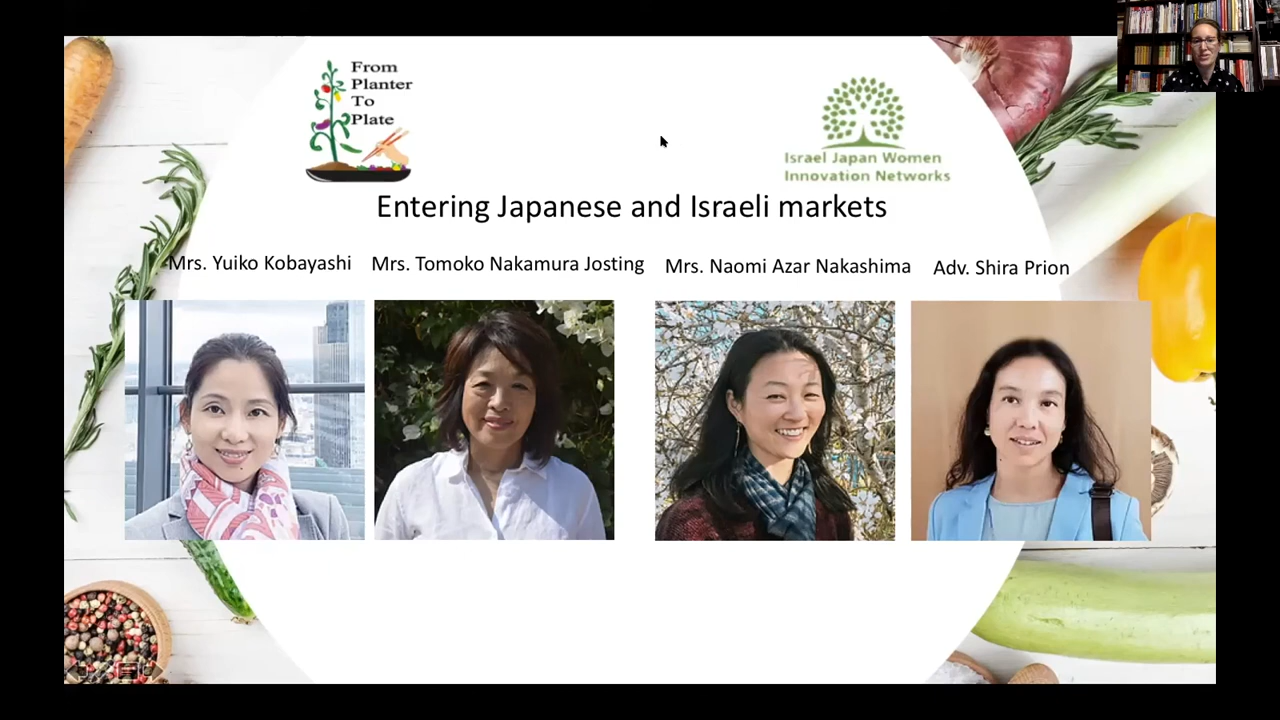 From
Planter
To
Plate
Israel Japan Women
Innovation Networks
Entering Japanese and Israeli markets
Mrs. Yuiko Kobayashi
Mrs. Tomoko Nakamura Josting
Mrs. Naomi Azar Nakashima
Adv. Shira Prion